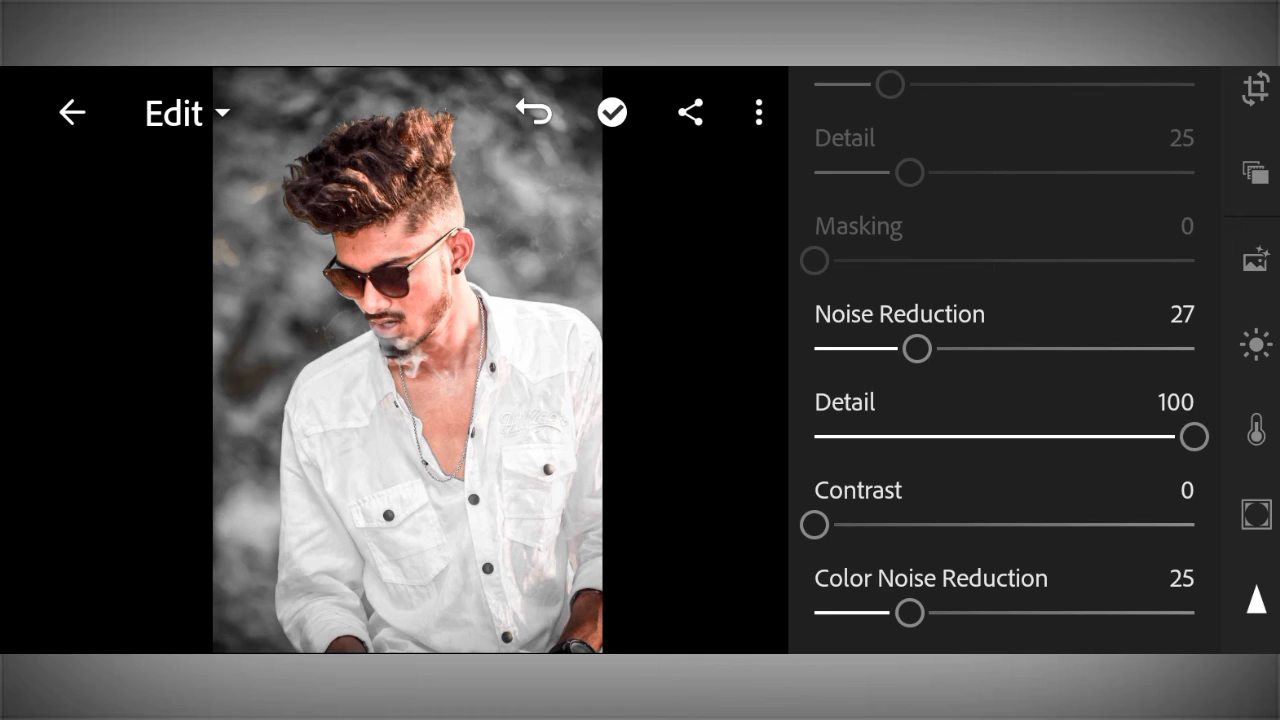 Edit
Detail 25
Masking 0
Noise Reduction 27
Detail 100
Contrast 0
Color Noise Reduction 25